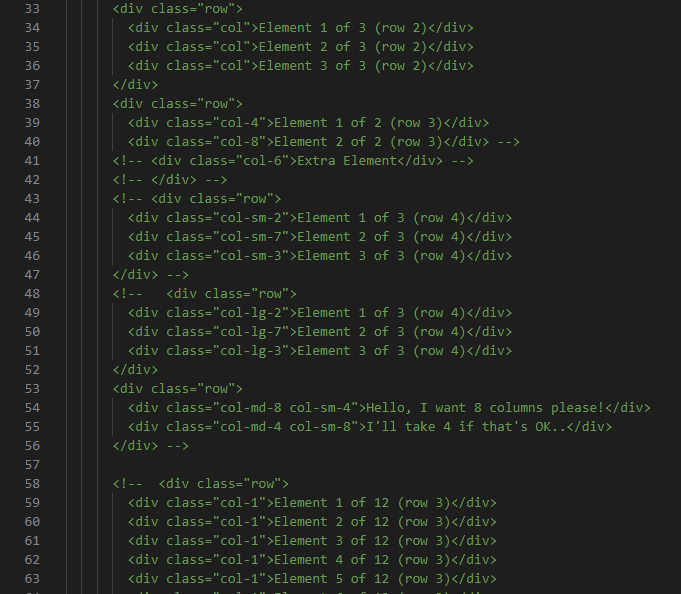 33 <div class="row">
34 <div class="col">Element 1 of 3 (row 2)</div>
35 <div class="col">Element 2 of 3 (row 2)</div>
36 <div class="col">Element 3 of 3 (row 2)</div>
37 </div>
38 <div class="row">
39 <div class="col-4">Element 1 of 2 (row 3)</div>
40 <div class="col-8">Element 2 of 2 (row 3)</div> -->
41 <!-- <div class="col-6">Extra Element</div> -->
42 <!-- </div> -->
43 <!-- <div class="row">
44 <div class="col-sm-2">Element 1 of 3 (row 4)</div>
45 <div class="col-sm-7">Element 2 of 3 (row 4)</div>
46 <div class="col-sm-3">Element 3 of 3 (row 4)</div>
47 </div> -->
48 <!--   <div class="row">
49 <div class="col-lg-2">Element 1 of 3 (row 4)</div>
50 <div class="col-lg-7">Element 2 of 3 (row 4)</div>
51 <div class="col-lg-3">Element 3 of 3 (row 4)</div>
52 </div>
53 <div class="row">
54 <div class="col-md-8 col-sm-4">Hello, I want 8 columns please!</div>
55 <div class="col-md-4 col-sm-8">I'll take 4 if that's OK..</div>
56 </div> -->
57
58 <!--  <div class="row">
59 <div class="col-1">Element 1 of 12 (row 3)</div>
60 <div class="col-1">Element 2 of 12 (row 3)</div>
61 <div class="col-1">Element 3 of 12 (row 3)</div>
62 <div class="col-1">Element 4 of 12 (row 3)</div>
63 <div class="col-1">Element 5 of 12 (row 3)</div>